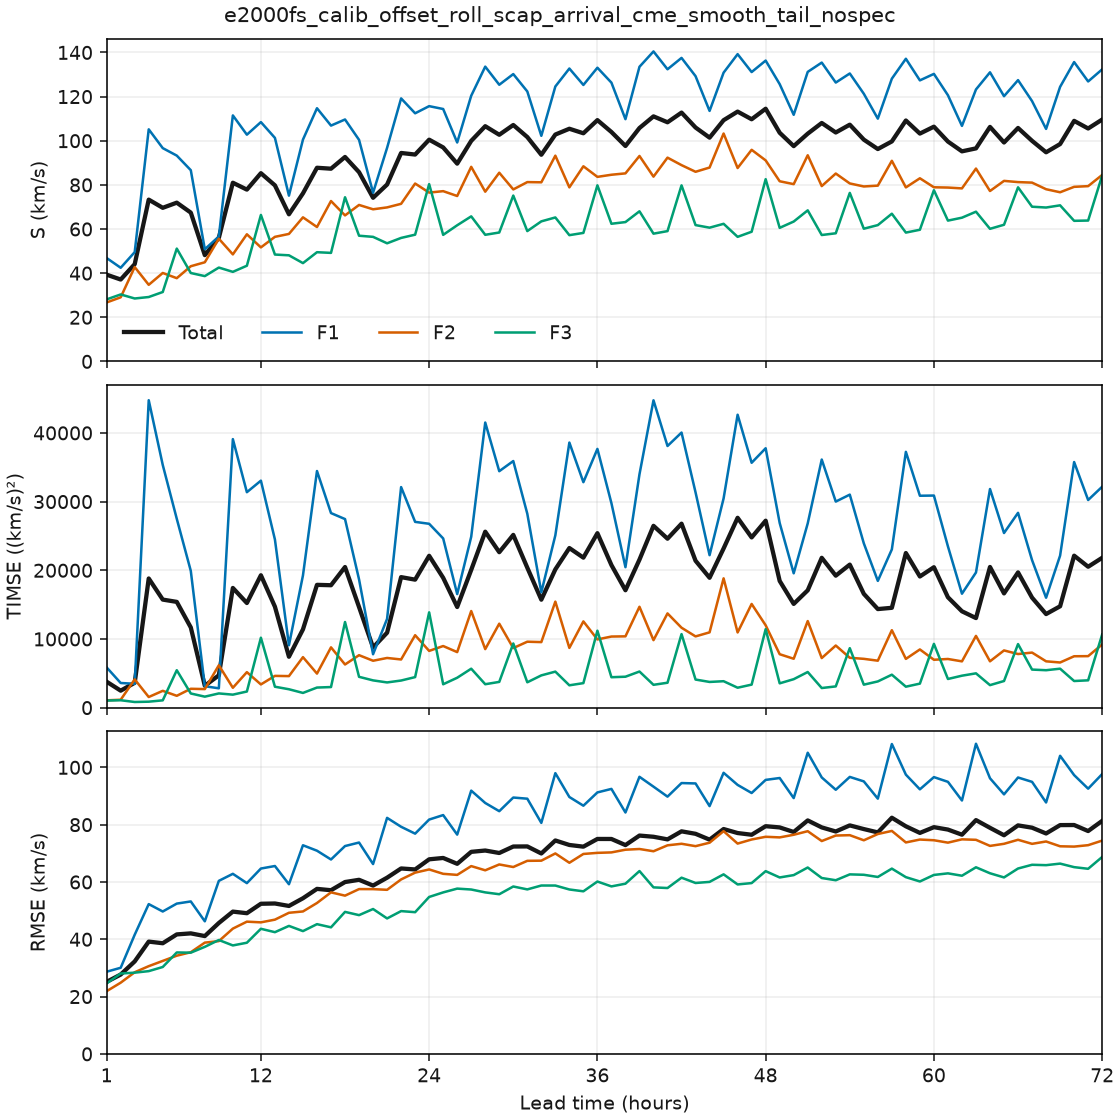 e2000fs_calib_offset_roll_scap_arrival_cme_smooth_tail_nospec
S (km/s)
140
120
100
80
60
40
20
0
Total F1 F2 F3
TIMSE ((km/s)²)
40000
30000
20000
10000
0
RMSE (km/s)
100
80
60
40
20
0
1 12 24 36 48 60 72
Lead time (hours)